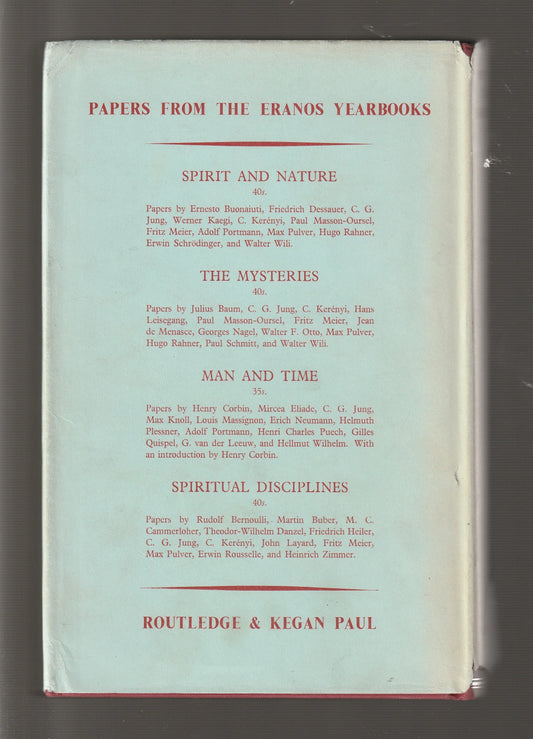 PAPERS FROM THE ERANOS YEARBOOKS
SPIRIT AND NATURE
40s.
Papers by Ernesto Buonaiuti, Friedrich Dessauer, C. G.
Jung, Werner Kaegi, C. Kerényi, Paul Masson-Oursel,
Fritz Meier, Adolf Portmann, Max Pulver, Hugo Rahner,
Erwin Schrödinger, and Walter Wili.
THE MYSTERIES
40s.
Papers by Julius Baum, C. G. Jung, C. Kerényi, Hans
Leisegang, Paul Masson-Oursel, Fritz Meier, Jean
de Menasce, Georges Nagel, Walter F. Otto, Max Pulver,
Hugo Rahner, Paul Schmitt, and Walter Wili.
MAN AND TIME
35s.
Papers by Henry Corbin, Mircea Eliade, C. G. Jung,
Max Knoll, Louis Massignon, Erich Neumann, Helmuth
Plessner, Adolf Portmann, Henri Charles Puech, Gilles
Quispel, G. van der Leeuw, and Hellmut Wilhelm. With
an introduction by Henry Corbin.
SPIRITUAL DISCIPLINES
40s.
Papers by Rudolf Bernoulli, Martin Buber, M. C.
Cammerloher, Theodor-Wilhelm Danzel, Friedrich Heiler,
C. G. Jung, C. Kerényi, John Layard, Fritz Meier,
Max Pulver, Erwin Rousselle, and Heinrich Zimmer.
ROUTLEDGE & KEGAN PAUL